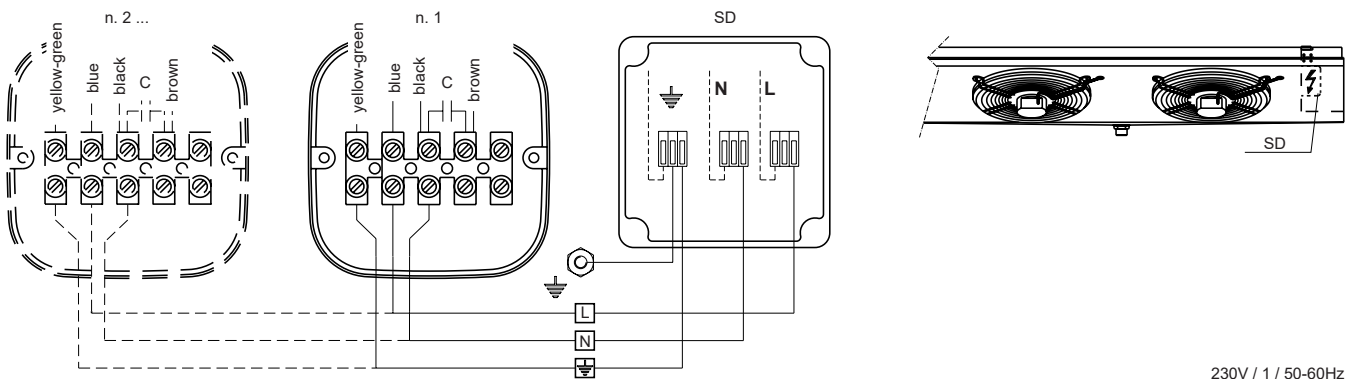 n. 2 ...
n. 1
SD
yellow-green
blue
black
C
brown
yellow-green
blue
black
C
brown
N
L
SD
L
N
230V / 1 / 50-60Hz